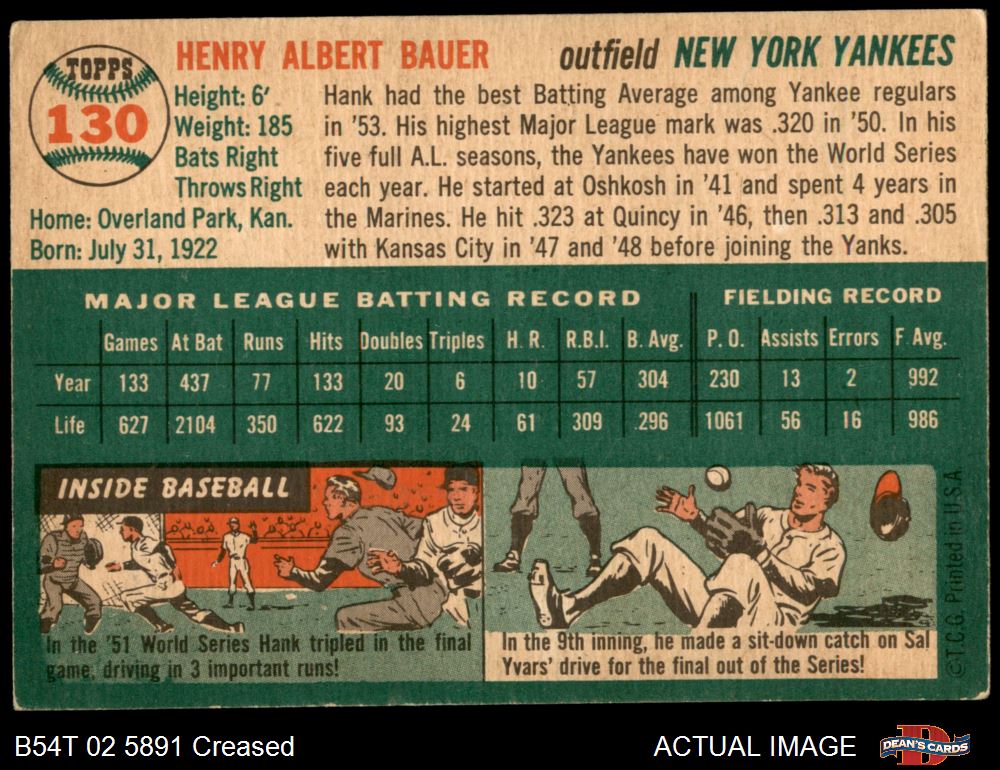 TOPPS
130
HENRY ALBERT BAUER
outfield NEW YORK YANKEES
Height: 6'
Weight: 185
Bats Right
Throws Right
Home: Overland Park, Kan.
Born: July 31, 1922
Hank had the best Batting Average among Yankee regulars
in '53. His highest Major League mark was .320 in '50. In his
five full A.L. seasons, the Yankees have won the World Series
each year. He started at Oshkosh in '41 and spent 4 years in
the Marines. He hit .323 at Quincy in '46, then .313 and .305
with Kansas City in '47 and '48 before joining the Yanks.
MAJOR LEAGUE BATTING RECORD FIELDING RECORD
Games At Bat Runs Hits Doubles Triples H. R. R.B.I. B. Avg. P. O. Assists Errors F. Avg.
Year 133 437 77 133 20 6 10 57 304 230 13 2 992
Life 627 2104 350 622 93 24 61 309 .296 1061 56 16 986
INSIDE BASEBALL
In the '51 World Series Hank tripled in the final
game, driving in 3 important runs!
In the 9th inning, he made a sit-down catch on Sal
Yvars' drive for the final out of the Series!
©T.C.G. Printed in U.S.A
B54T 02 5891 Creased
ACTUAL IMAGE
D
DEAN'S CARDS